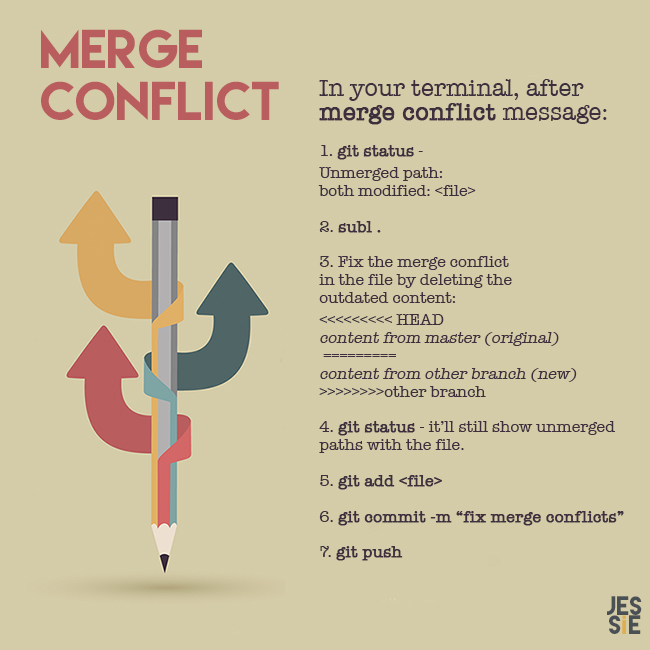 MERGE
CONFLICT
In your terminal, after
merge conflict message:
1. git status -
Unmerged path:
both modified: <file>
2. subl .
3. Fix the merge conflict
in the file by deleting the
outdated content:
<<<<<<<<< HEAD
content from master (original)
=========
content from other branch (new)
>>>>>>>>other branch
4. git status - it'll still show unmerged
paths with the file.
5. git add <file>
6. git commit -m “fix merge conflicts”
7. git push
JES
SiE